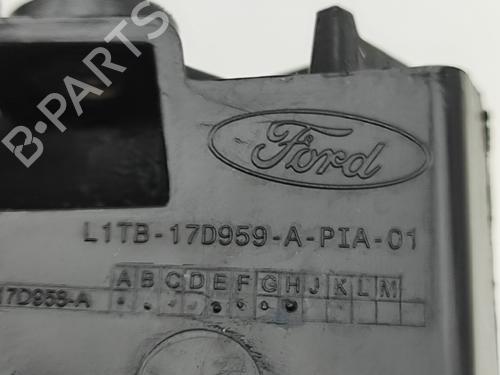 B-PARTS
Ford
L1TB-17D959-A-PIA-01
A B C D E F G H J K L M
17D959-A